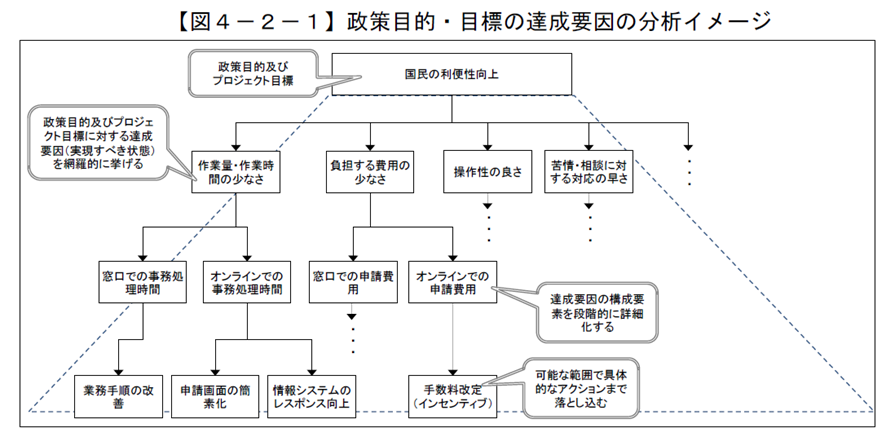 【図４－２－１】政策目的・目標の達成要因の分析イメージ
政策目的及び
プロジェクト目標
国民の利便性向上
政策目的及びプロジェ
クト目標に対する達成
要因(実現すべき状態)
を網羅的に挙げる
作業量・作業時
間の少なさ
負担する費用の
少なさ
操作性の良さ
苦情・相談に対
する対応の早さ
窓口での事務処
理時間
オンラインでの
事務処理時間
窓口での申請費
用
オンラインでの
申請費用
達成要因の構成要
素を段階的に詳細
化する
業務手順の改
善
申請画面の簡
素化
情報システムの
レスポンス向上
手数料改定
(インセンティブ)
可能な範囲で具体
的なアクションまで
落とし込む